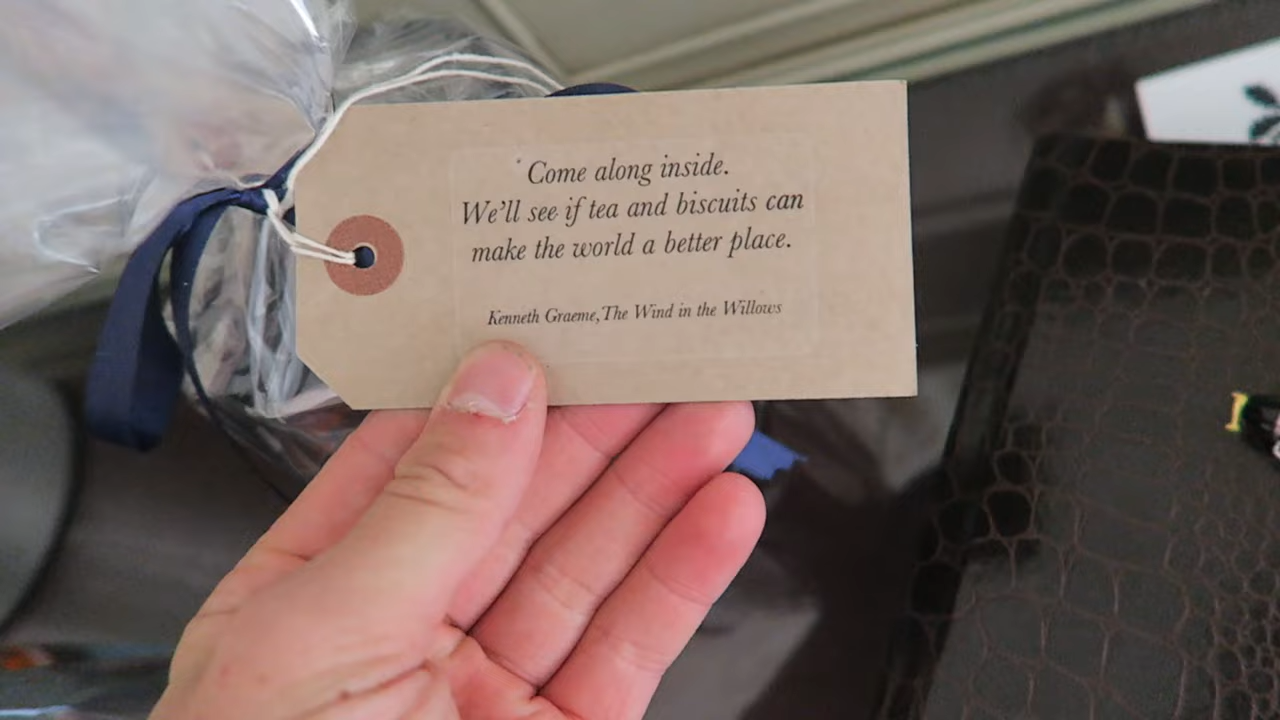 Come along inside.
We'll see if tea and biscuits can
make the world a better place.
Kenneth Graeme, The Wind in the Willows